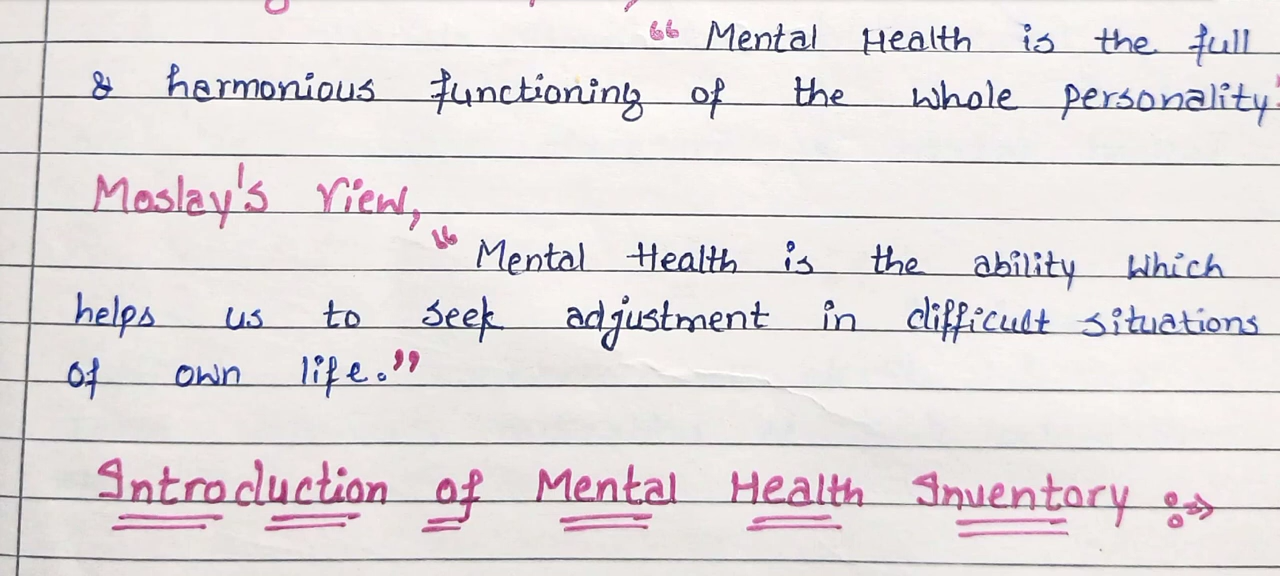 “ Mental Health is the full
& harmonious functioning of the whole personality
Maslay's View,
“ Mental Health is the ability which
helps us to seek adjustment in difficult situations
of own life.”
Introduction of Mental Health Inventory :⇒